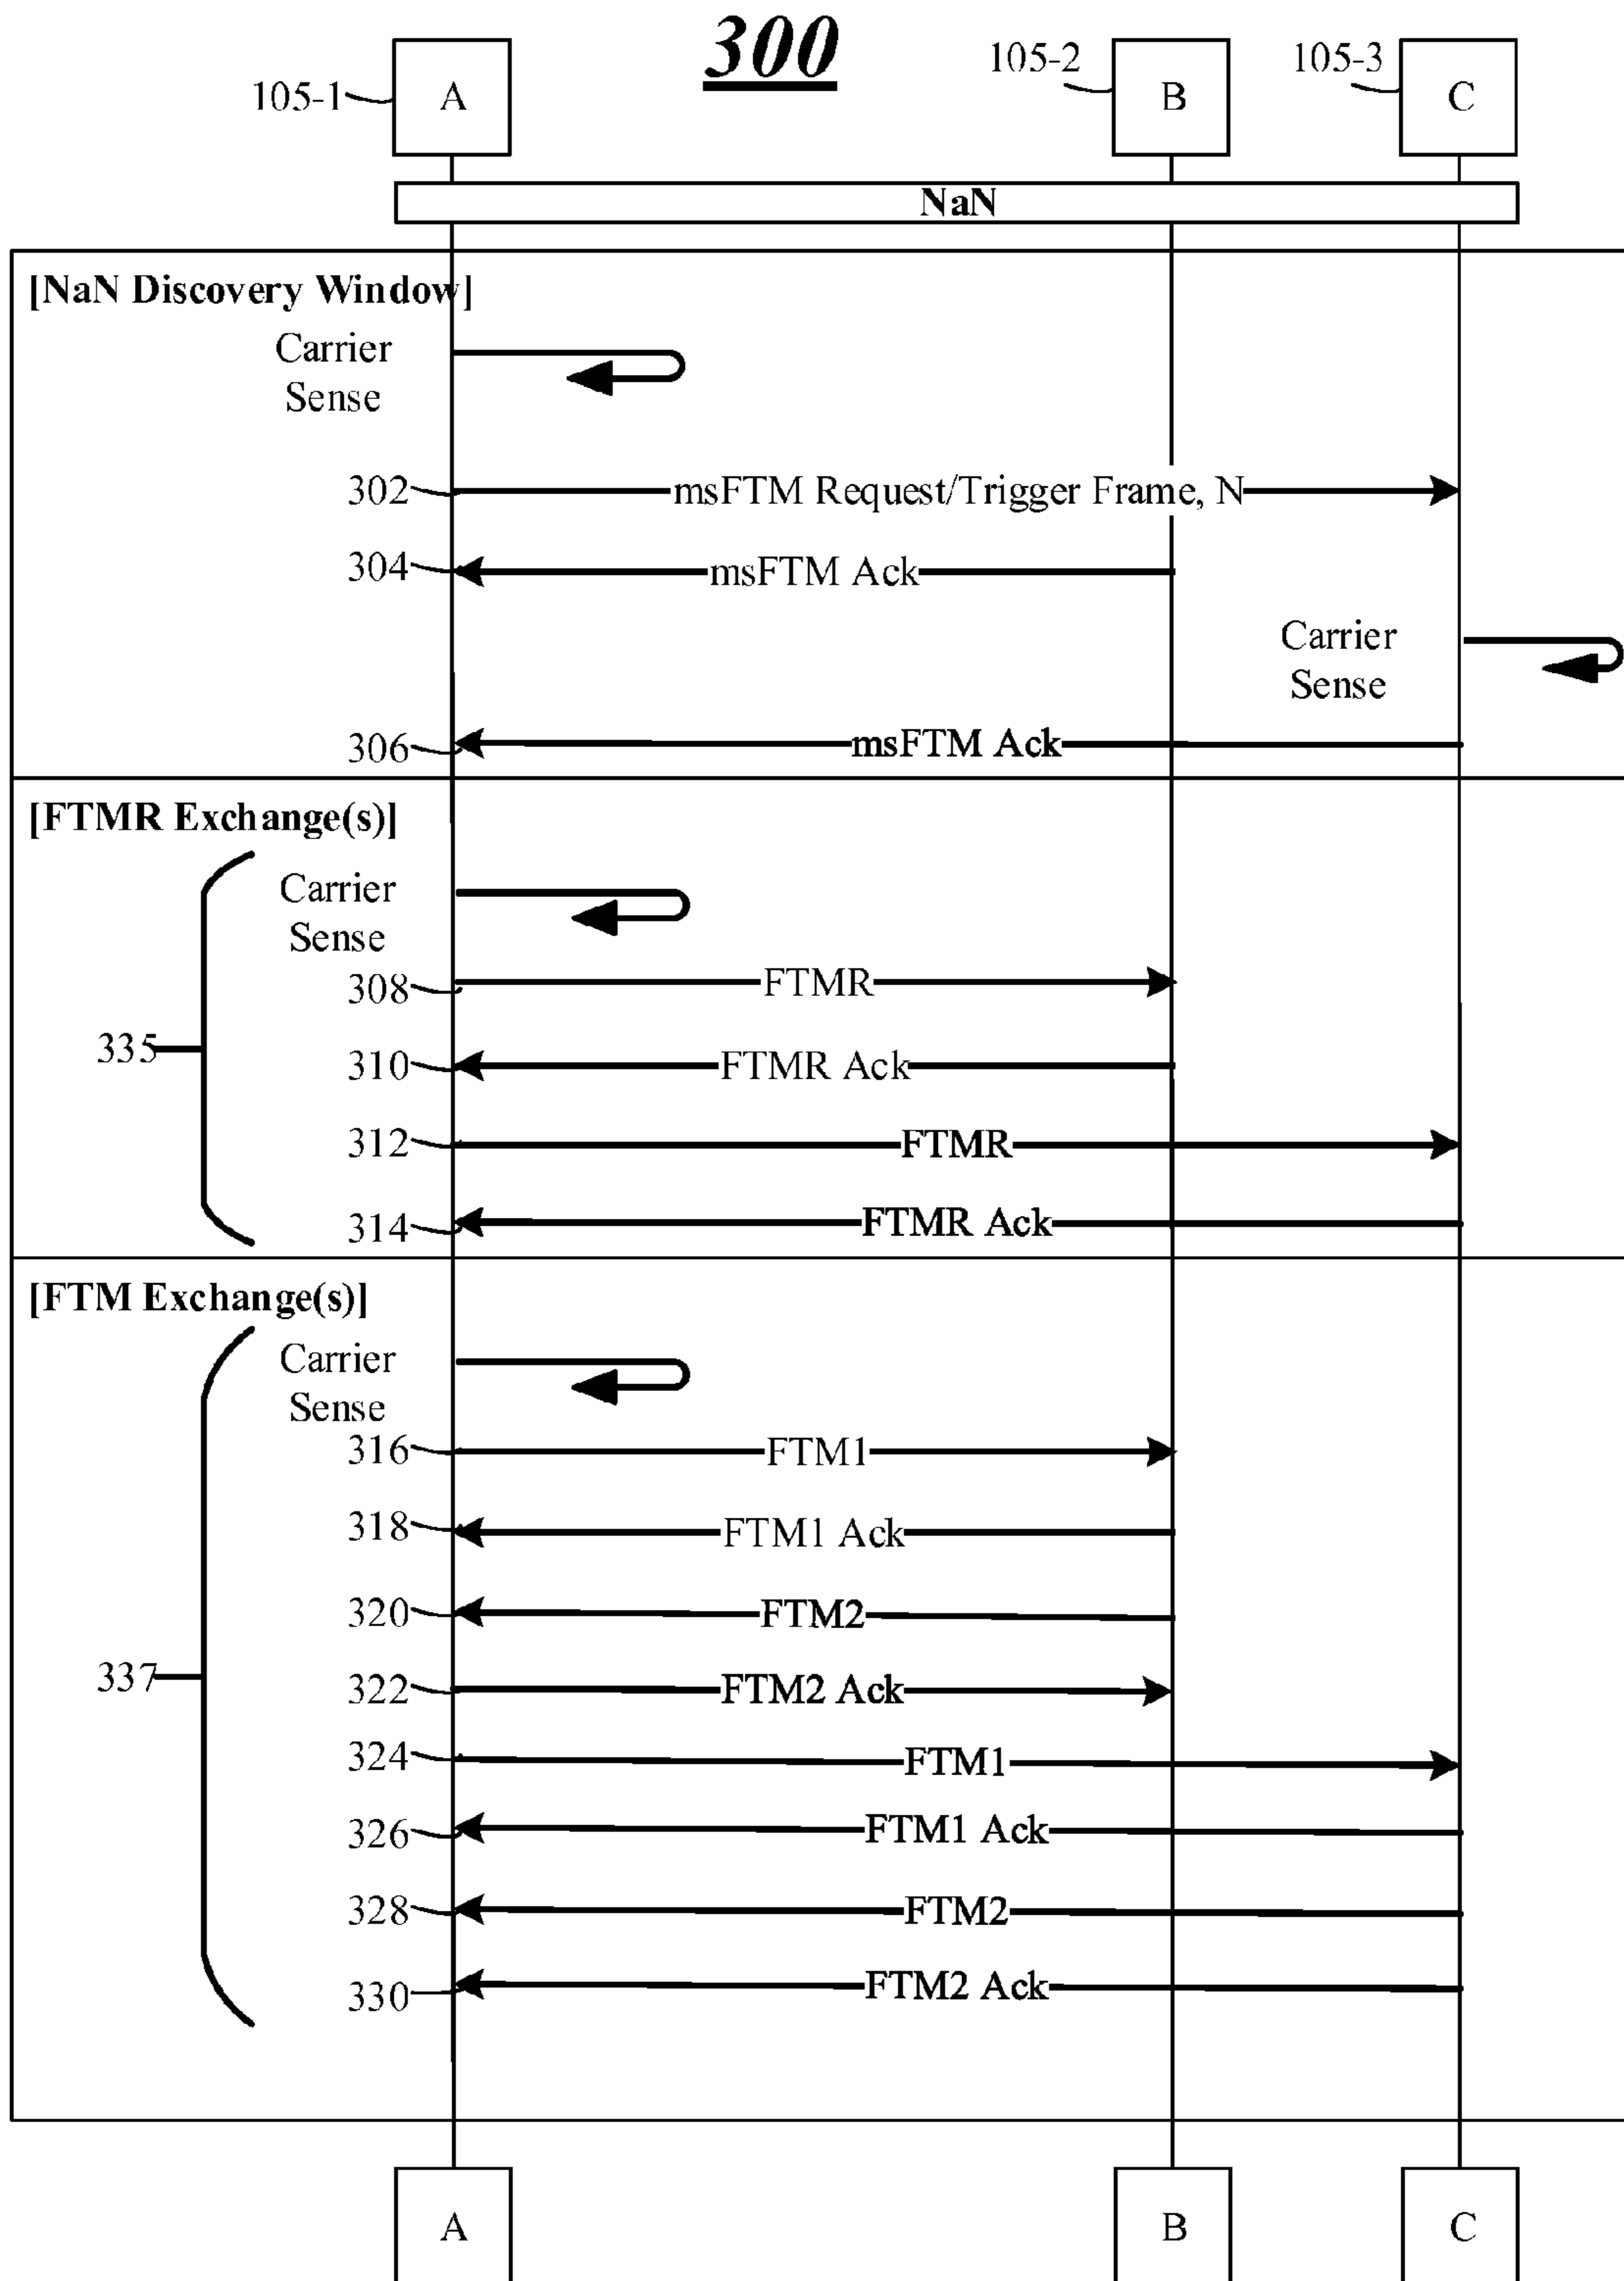 300
105-1
A
105-2
B
105-3
C
NaN
[NaN Discovery Window]
Carrier
Sense
302
msFTM Request/Trigger Frame, N
304
msFTM Ack
Carrier
Sense
306
msFTM Ack
[FTMR Exchange(s)]
Carrier
Sense
308
FTMR
335
310
FTMR Ack
312
FTMR
314
FTMR Ack
[FTM Exchange(s)]
Carrier
Sense
316
FTM1
318
FTM1 Ack
320
FTM2
337
322
FTM2 Ack
324
FTM1
326
FTM1 Ack
328
FTM2
330
FTM2 Ack
A
B
C